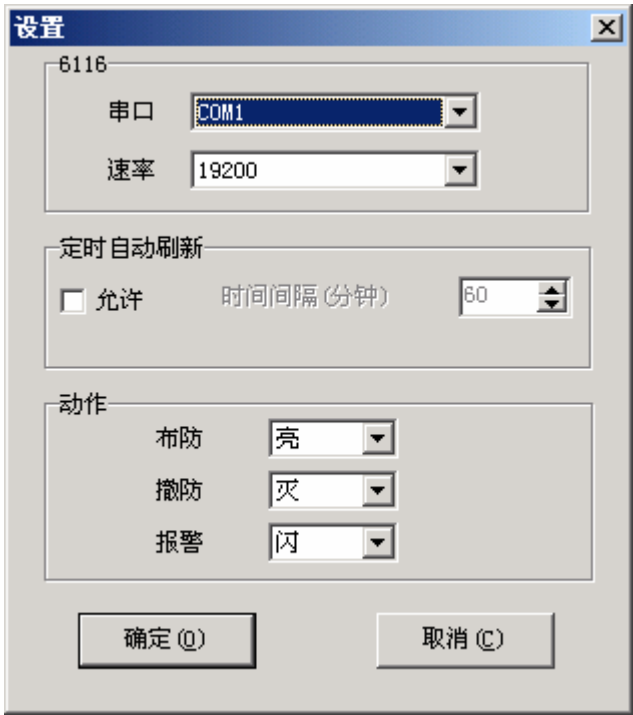 设置
6116
串口 COM1
速率 19200
定时自动刷新
允许 时间间隔(分钟) 60
动作
布防 亮
撤防 灭
报警 闪
确定(O) 取消(C)